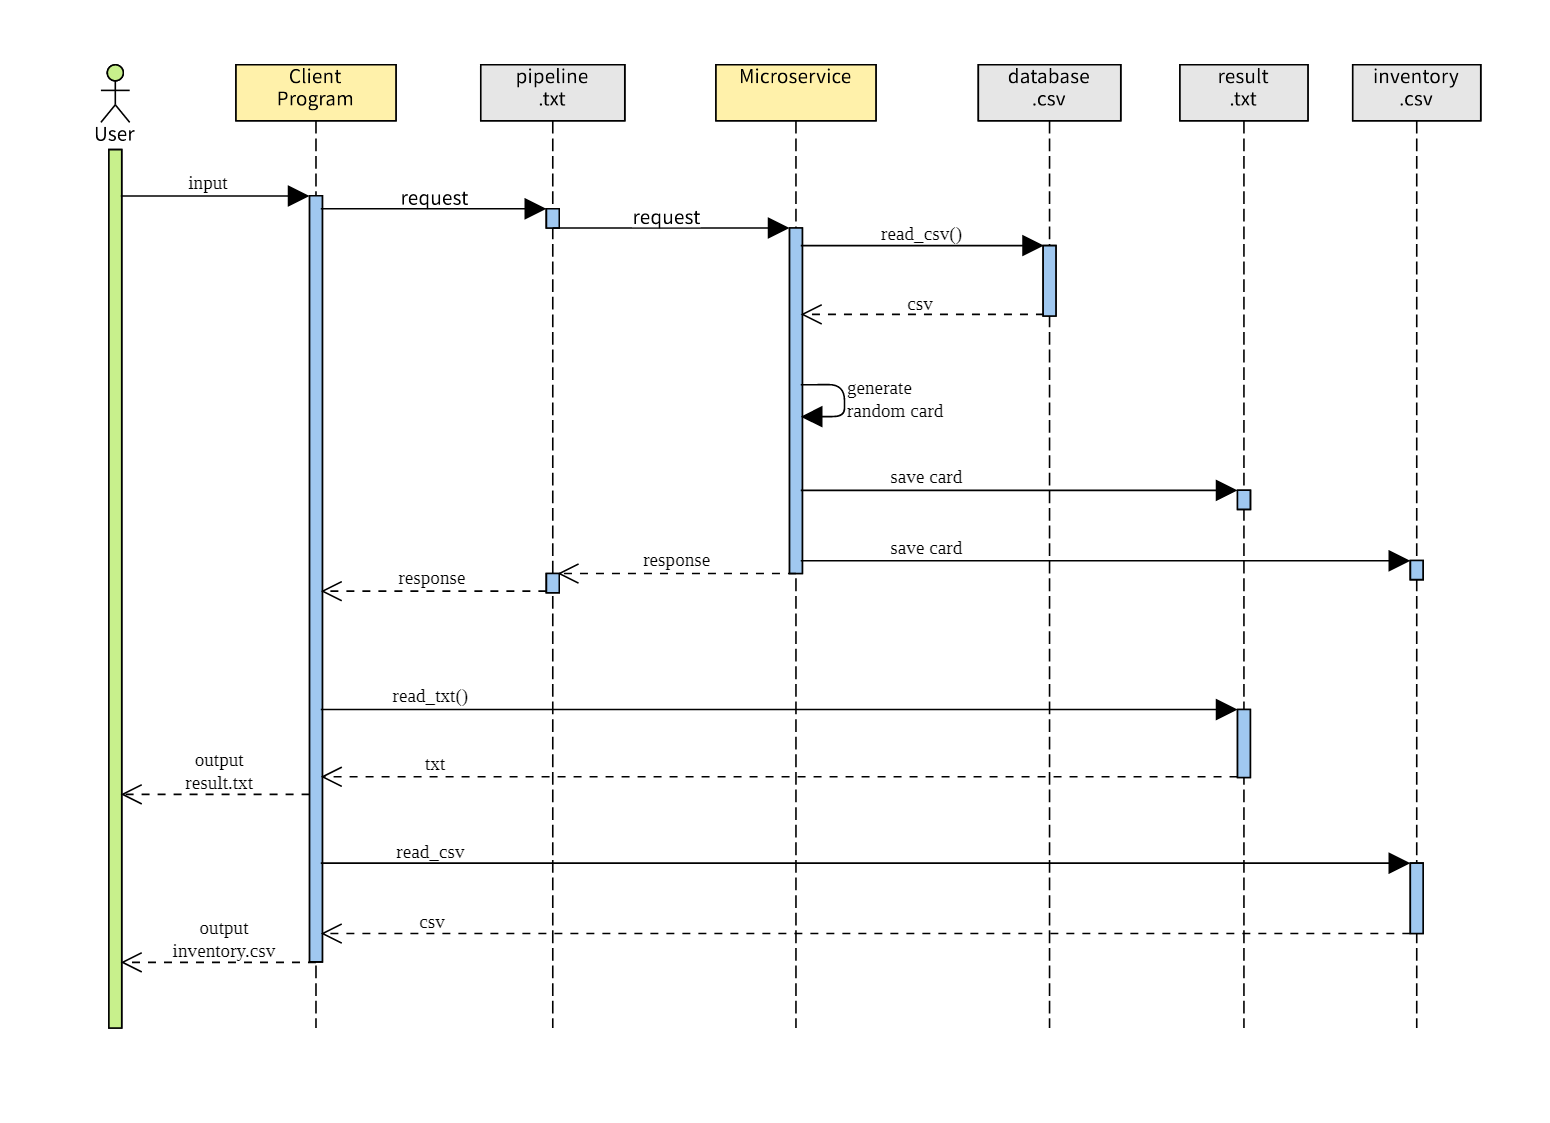 Client
Program
pipeline
.txt
Microservice
database
.csv
result
.txt
inventory
.csv
User
input
request
request
read_csv()
csv
generate
random card
save card
save card
response
response
read_txt()
txt
output
result.txt
read_csv
csv
output
inventory.csv